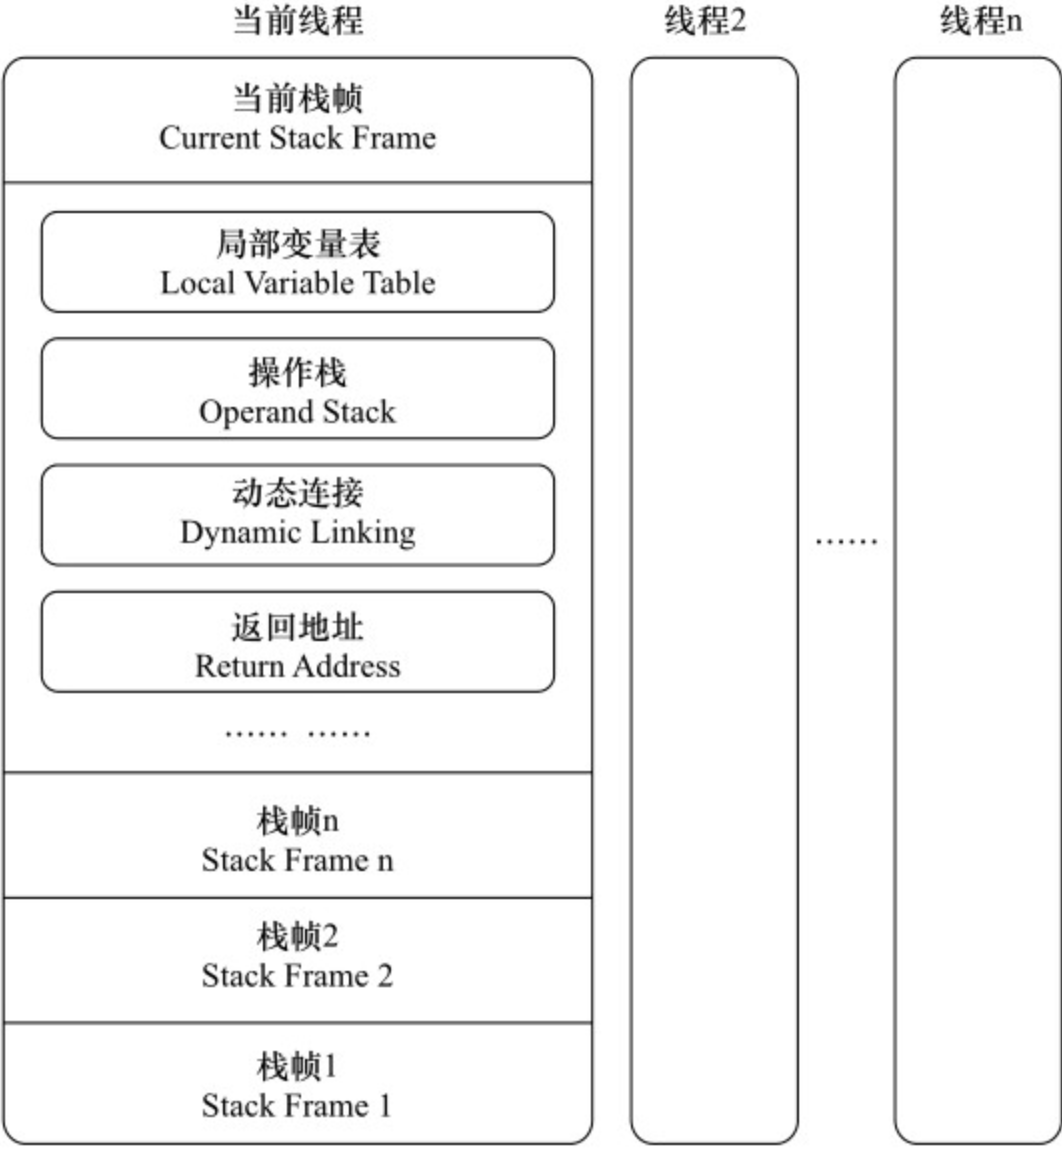 当前线程
线程2
线程n
当前栈帧
Current Stack Frame
局部变量表
Local Variable Table
操作栈
Operand Stack
动态连接
Dynamic Linking
返回地址
Return Address
…… ……
……
栈帧n
Stack Frame n
栈帧2
Stack Frame 2
栈帧1
Stack Frame 1